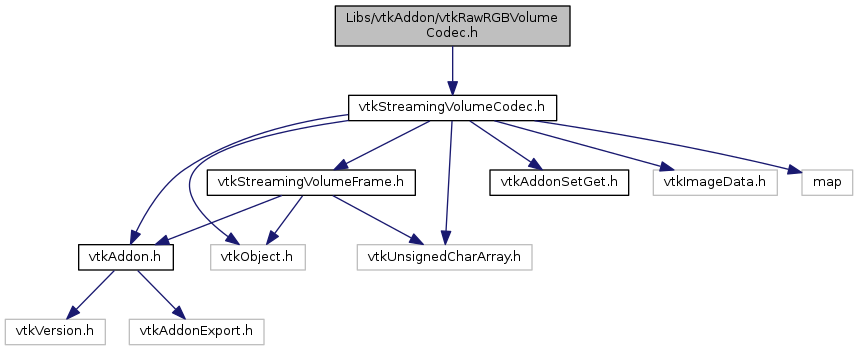 Libs/vtkAddon/vtkRawRGBVolume
Codec.h
vtkStreamingVolumeCodec.h
vtkStreamingVolumeFrame.h
vtkAddonSetGet.h
vtkImageData.h
map
vtkAddon.h
vtkObject.h
vtkUnsignedCharArray.h
vtkVersion.h
vtkAddonExport.h